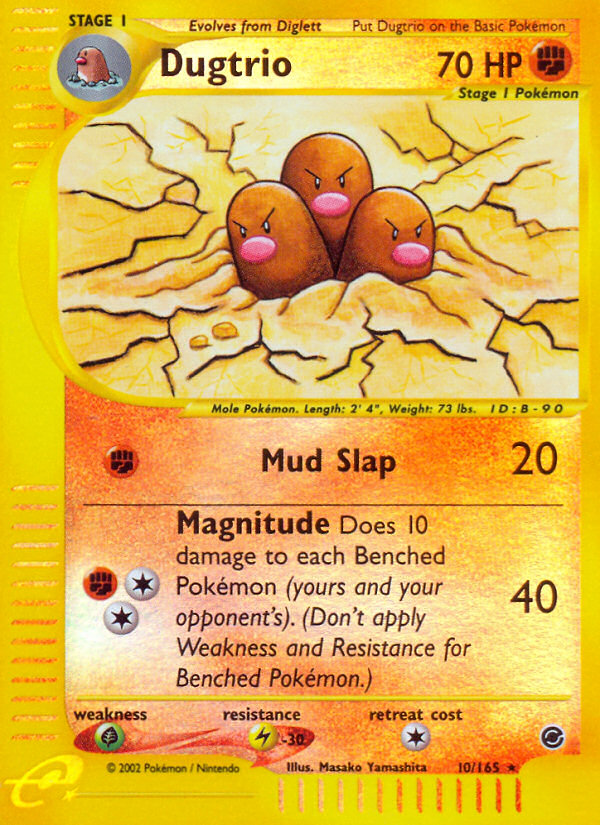 STAGE 1
Evolves from Diglett
Put Dugtrio on the Basic Pokémon
Dugtrio
70 HP
Stage 1 Pokémon
Mole Pokémon. Length: 2' 4", Weight: 73 lbs. ID: B-90
Mud Slap 20
Magnitude Does 10
damage to each Benched
Pokémon (yours and your
opponent's). (Don't apply
Weakness and Resistance for
Benched Pokémon.)
40
weakness resistance retreat cost
-30
© 2002 Pokémon / Nintendo Illus. Masako Yamashita 10/165 ★
e